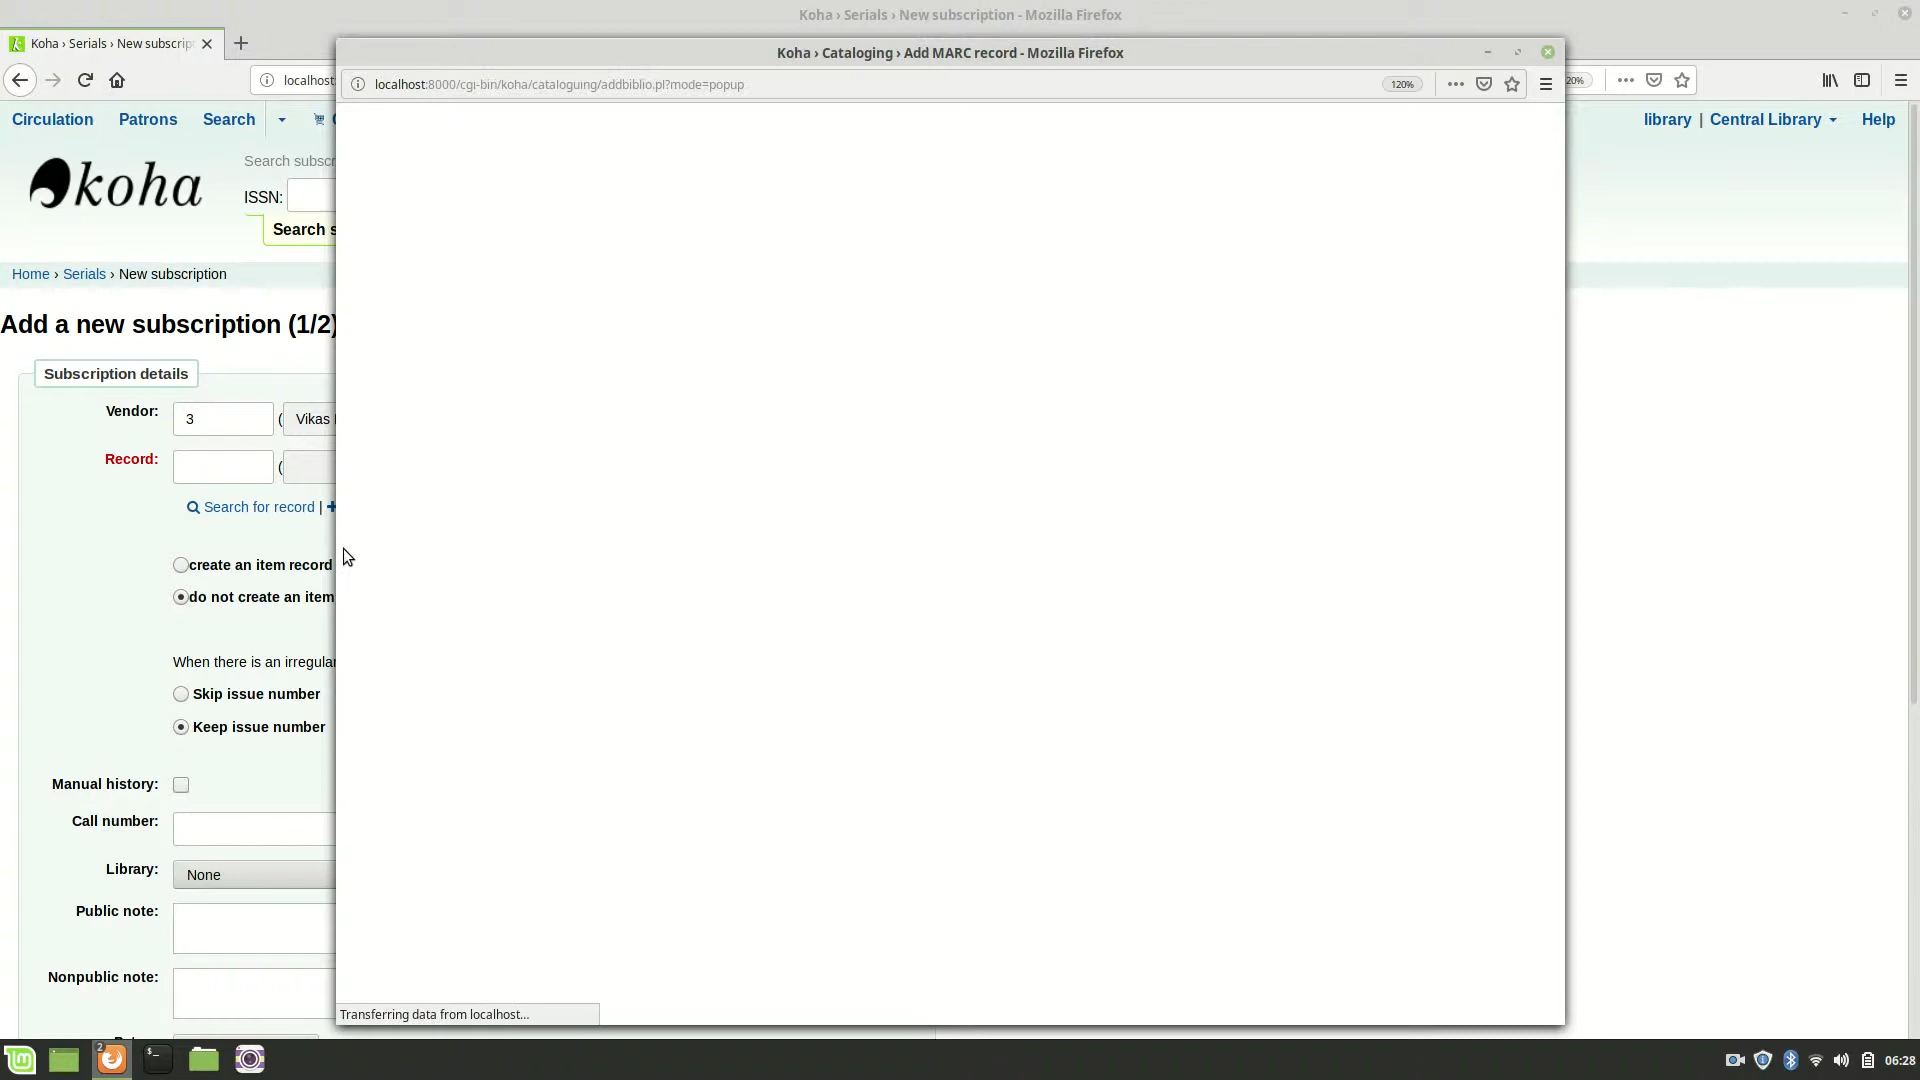 Koha › Serials › New subscription - Mozilla Firefox
Koha › Serials › New subscrip
Koha › Cataloging › Add MARC record - Mozilla Firefox
localhost:
localhost:8000/cgi-bin/koha/cataloguing/addbiblio.pl?mode=popup
120%
20%
Circulation
Patrons
Search
library | Central Library
Help
koha
Search subscr
ISSN:
Search s
Home › Serials › New subscription
Add a new subscription (1/2)
Subscription details
Vendor:
3
( Vikas
Record:
(
Search for record |
create an item record
do not create an item
When there is an irregular
Skip issue number
Keep issue number
Manual history:
Call number:
Library:
None
Public note:
Nonpublic note:
Transferring data from localhost...
2
06:28